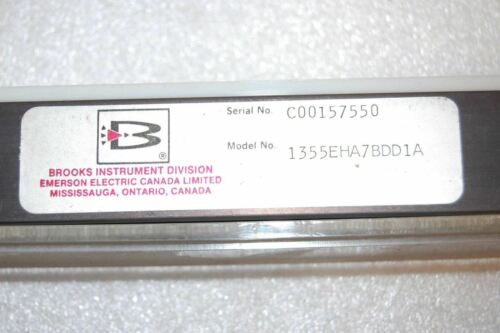 Serial No. C00157550
Model No. 1355EHA7BDD1A
B
®
BROOKS INSTRUMENT DIVISION
EMERSON ELECTRIC CANADA LIMITED
MISSISSAUGA, ONTARIO, CANADA